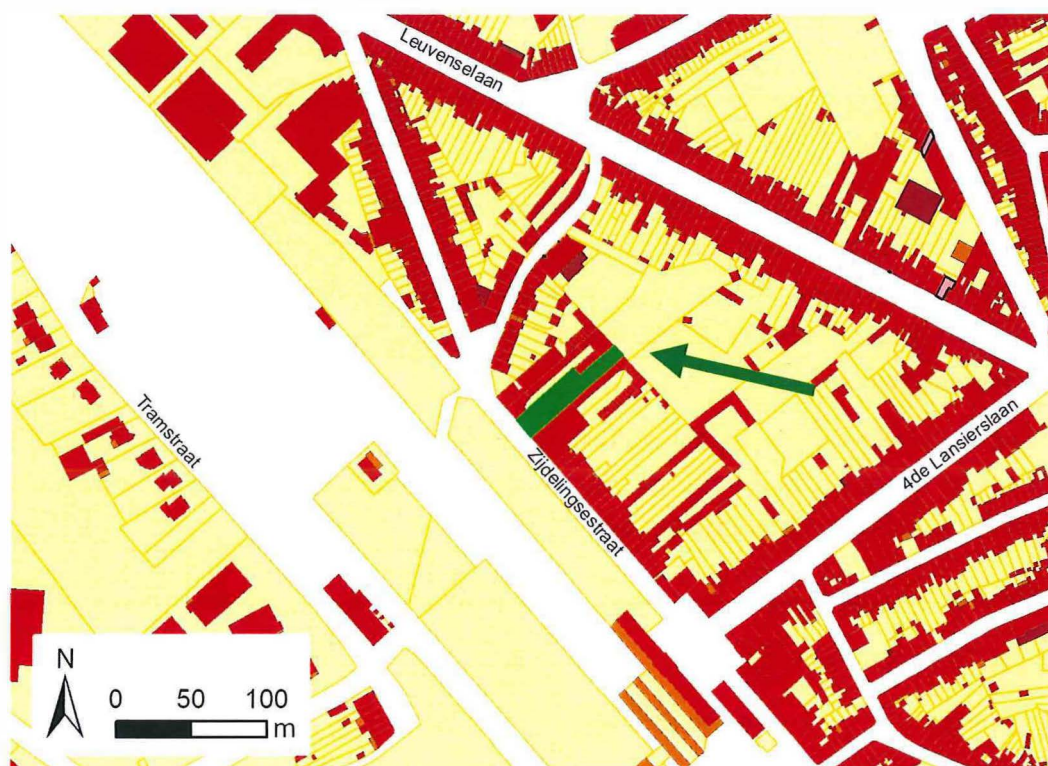 Leuvenselaan
Tramstraat
Zijdelingsestraat
4de Lansierslaan
N
0 50 100
m